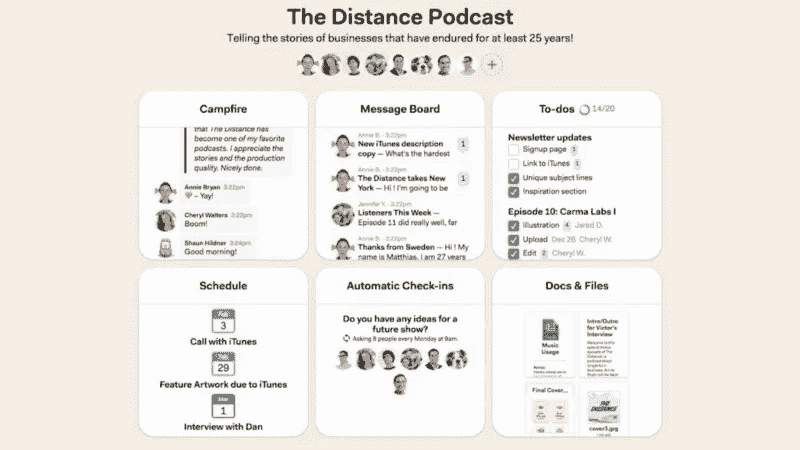 The Distance Podcast
Telling the stories of businesses that have endured for at least 25 years!
Campfire
that The Distance has
become one of my favorite
podcasts. I appreciate the
stories and the production
quality. Nicely done.
Annie Bryan 3:22pm
– Yay!
Cheryl Walters 3:22pm
Boom!
Shaun Hildner 3:24pm
Good morning!
Message Board
Annie B. · 3:22pm
New iTunes description
copy — What's the hardest
1
Annie B. · 3:22pm
The Distance takes New
York — Hi ! I'm going to be
1
Jennifer Y. · 3:22pm
Listeners This Week —
Episode 11 did really well, far
Annie B. · 3:22pm
Thanks from Sweden — Hi ! My
name is Matthias. I am 27 years
To-dos 14/20
Newsletter updates
Signup page 1
Link to iTunes 1
Unique subject lines
Inspiration section
Episode 10: Carma Labs I
Illustration 4 Jared D.
Upload Dec 26 Cheryl W.
Edit 2 Cheryl W.
Schedule
Feb
3
Call with iTunes
29
Feature Artwork due to iTunes
Mar
1
Interview with Dan
Automatic Check-ins
Do you have any ideas for a
future show?
Asking 8 people every Monday at 9am.
Docs & Files
Music
Usage
Notes:
Intro/Outro
for Victor's
Interview
Final Cover...
THE
DISTANCE
cover3.jpg